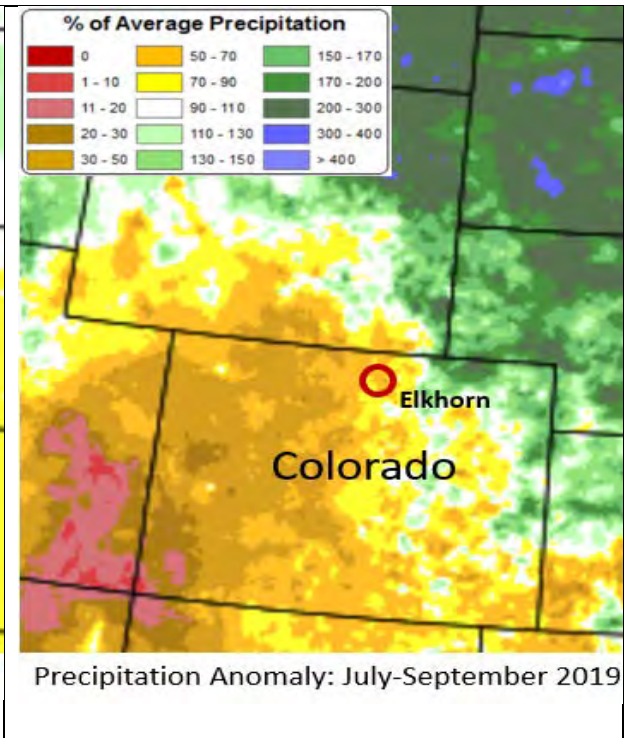 % of Average Precipitation
0 50 - 70 150 - 170
1 - 10 70 - 90 170 - 200
11 - 20 90 - 110 200 - 300
20 - 30 110 - 130 300 - 400
30 - 50 130 - 150 > 400
Elkhorn
Colorado
Precipitation Anomaly: July-September 2019